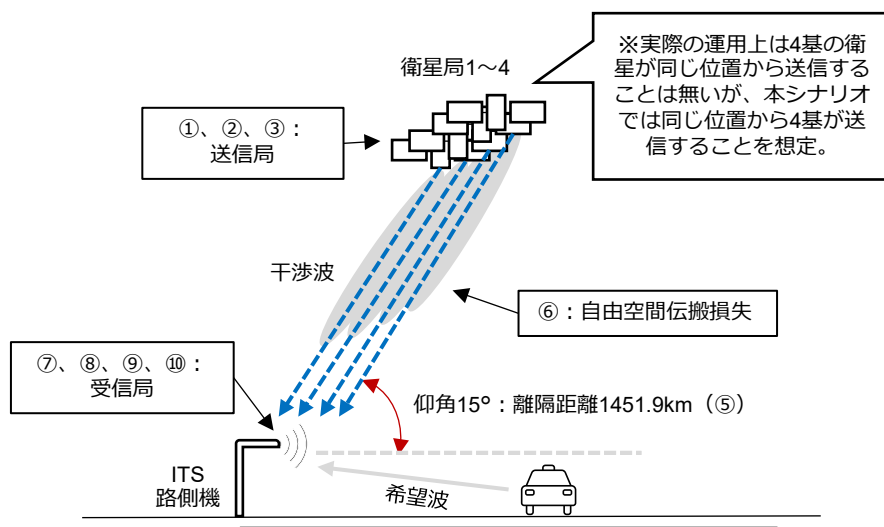 ※実際の運用上は4基の衛
星が同じ位置から送信する
ことは無いが、本シナリオ
では同じ位置から4基が送
信することを想定。
衛星局1～4
①、②、③：
送信局
干渉波
⑥：自由空間伝搬損失
⑦、⑧、⑨、⑩：
受信局
仰角15°：離隔距離1451.9km（⑤）
ITS
路側機
希望波